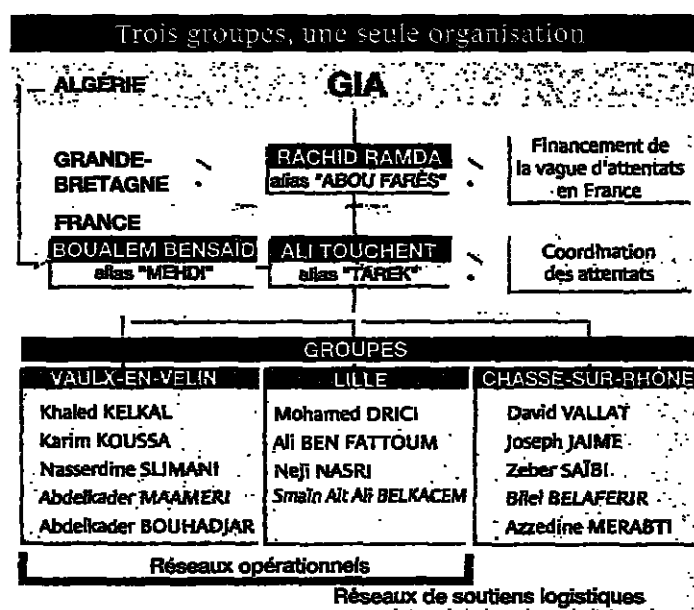 Trois groupes, une seule organisation
ALGÉRIE
GIA
GRANDE-
BRETAGNE
RACHID RAMDA
alias "ABOU FARÈS"
Financement de
la vague d'attentats
en France
FRANCE
BOUALEM BENSAÏD
alias "MEHDI"
ALI TOUCHENT
alias "TAREK"
Coordination
des attentats
GROUPES
VAULX-EN-VELIN
Khaled KELKAL
Karim KOUSSA
Nasserdine SLIMANI
Abdelkader MAAMERI
Abdelkader BOUHADJAR
LILLE
Mohamed DRICI
Ali BEN FATTOUM
Neji NASRI
Smaïn Aït Ali BELKACEM
CHASSE-SUR-RHÔNE
David VALLAT
Joseph JAIME
Zeber SAÏBI
Bilel BELAFERJR
Azzedine MERABTI
Réseaux opérationnels
Réseaux de soutiens logistiques